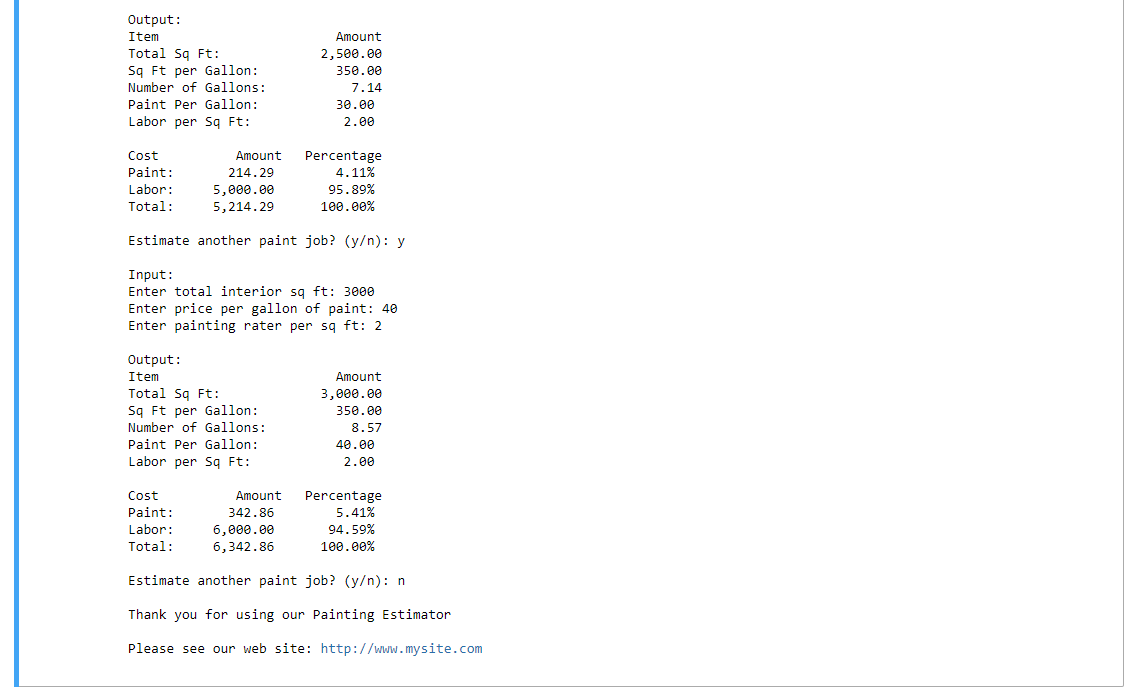 Output:
Item Amount
Total Sq Ft: 2,500.00
Sq Ft per Gallon: 350.00
Number of Gallons: 7.14
Paint Per Gallon: 30.00
Labor per Sq Ft: 2.00
Cost Amount Percentage
Paint: 214.29 4.11%
Labor: 5,000.00 95.89%
Total: 5,214.29 100.00%
Estimate another paint job? (y/n): y
Input:
Enter total interior sq ft: 3000
Enter price per gallon of paint: 40
Enter painting rater per sq ft: 2
Output:
Item Amount
Total Sq Ft: 3,000.00
Sq Ft per Gallon: 350.00
Number of Gallons: 8.57
Paint Per Gallon: 40.00
Labor per Sq Ft: 2.00
Cost Amount Percentage
Paint: 342.86 5.41%
Labor: 6,000.00 94.59%
Total: 6,342.86 100.00%
Estimate another paint job? (y/n): n
Thank you for using our Painting Estimator
Please see our web site: http://www.mysite.com